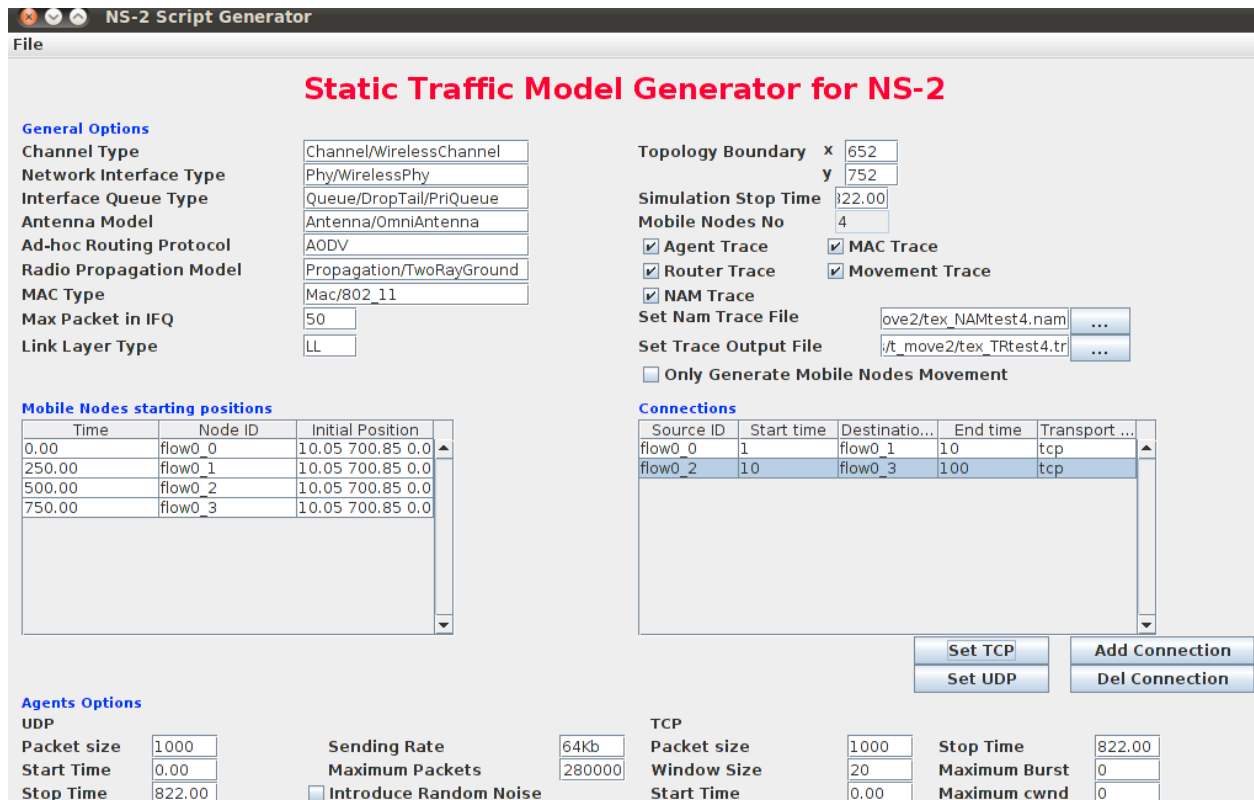 NS-2 Script Generator
File
Static Traffic Model Generator for NS-2
General Options
Channel Type Channel/WirelessChannel
Network Interface Type Phy/WirelessPhy
Interface Queue Type Queue/DropTail/PriQueue
Antenna Model Antenna/OmniAntenna
Ad-hoc Routing Protocol AODV
Radio Propagation Model Propagation/TwoRayGround
MAC Type Mac/802_11
Max Packet in IFQ 50
Link Layer Type LL
Topology Boundary x 652
y 752
Simulation Stop Time 822.00
Mobile Nodes No 4
Agent Trace MAC Trace
Router Trace Movement Trace
NAM Trace
Set Nam Trace File ove2/tex_NAMtest4.nam ...
Set Trace Output File s/t_move2/tex_TRtest4.tr ...
Only Generate Mobile Nodes Movement
Mobile Nodes starting positions
Time Node ID Initial Position
0.00 flow0_0 10.05 700.85 0.0
250.00 flow0_1 10.05 700.85 0.0
500.00 flow0_2 10.05 700.85 0.0
750.00 flow0_3 10.05 700.85 0.0
Connections
Source ID Start time Destinatio... End time Transport ...
flow0_0 1 flow0_1 10 tcp
flow0_2 10 flow0_3 100 tcp
Set TCP Add Connection
Set UDP Del Connection
Agents Options
UDP
Packet size 1000 Sending Rate 64Kb
Start Time 0.00 Maximum Packets 280000
Stop Time 822.00 Introduce Random Noise
TCP
Packet size 1000 Stop Time 822.00
Window Size 20 Maximum Burst 0
Start Time 0.00 Maximum cwnd 0